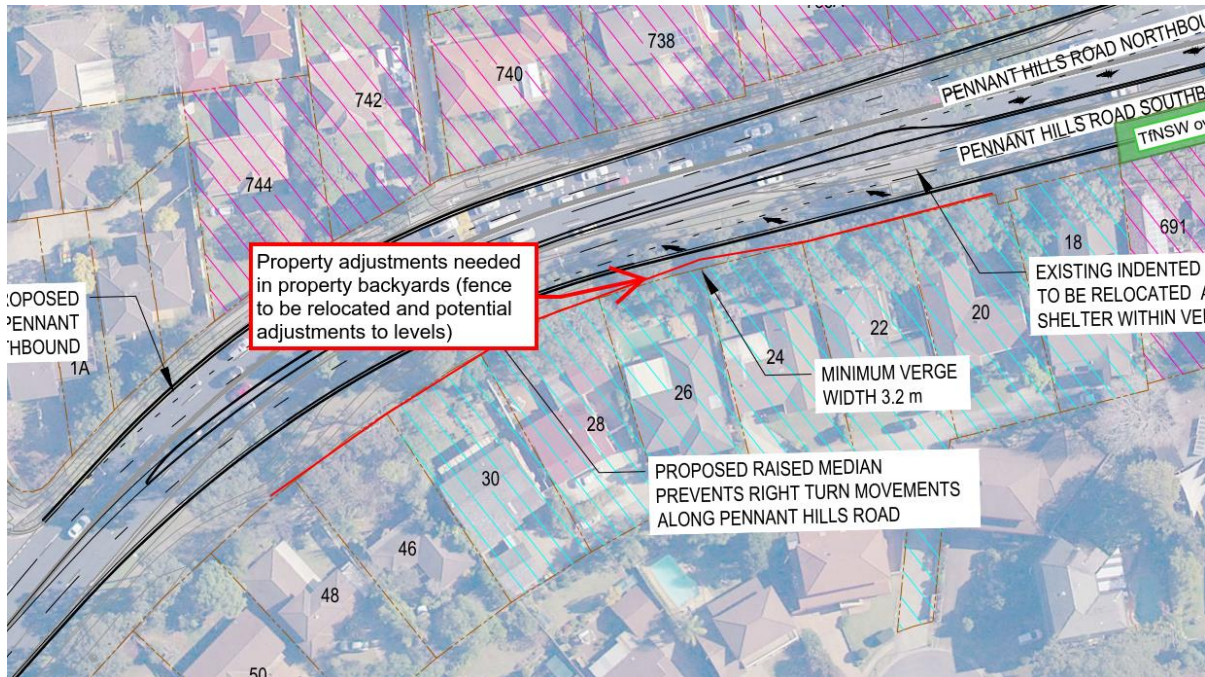 738
740
742
744
PENNANT HILLS ROAD NORTHBOU
PENNANT HILLS ROAD SOUTHB
TfNSW ov
Property adjustments needed
in property backyards (fence
to be relocated and potential
adjustments to levels)
ROPOSED
PENNANT
THBOUND
1A
18
691
EXISTING INDENTED
TO BE RELOCATED A
SHELTER WITHIN VER
20
22
24
26
28
30
MINIMUM VERGE
WIDTH 3.2 m
PROPOSED RAISED MEDIAN
PREVENTS RIGHT TURN MOVEMENTS
ALONG PENNANT HILLS ROAD
46
48
50